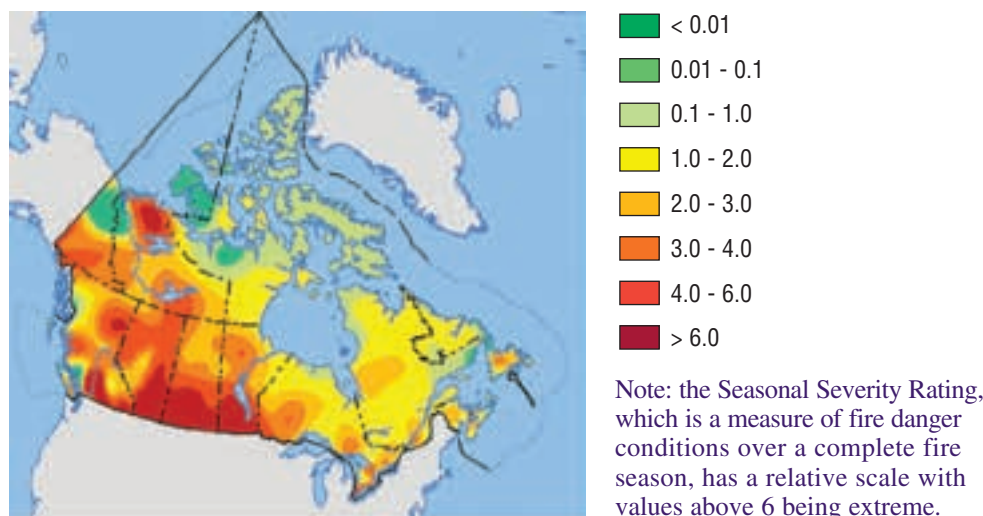 < 0.01
0.01 - 0.1
0.1 - 1.0
1.0 - 2.0
2.0 - 3.0
3.0 - 4.0
4.0 - 6.0
> 6.0
Note: the Seasonal Severity Rating,
which is a measure of fire danger
conditions over a complete fire
season, has a relative scale with
values above 6 being extreme.